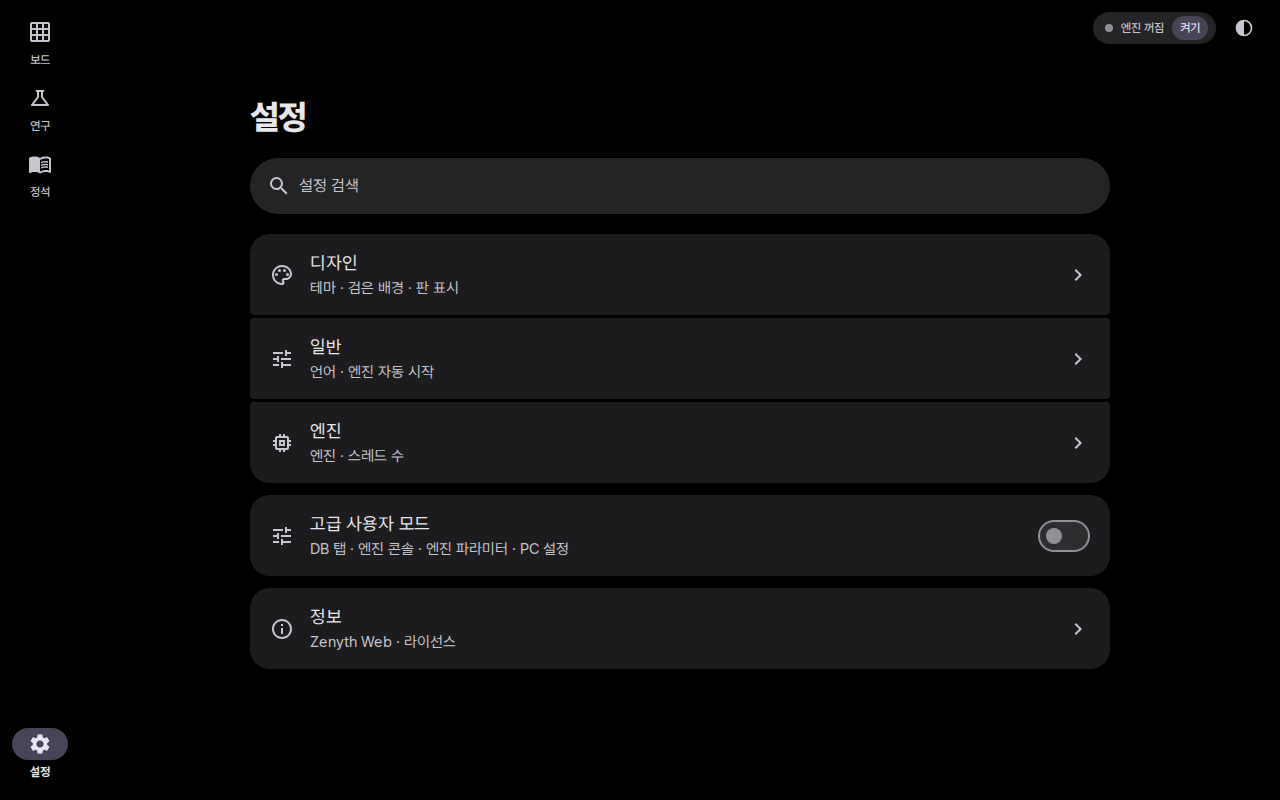 보드
연구
정석
설정
엔진 꺼짐
켜기
설정
설정 검색
디자인
테마 · 검은 배경 · 판 표시
일반
언어 · 엔진 자동 시작
엔진
엔진 · 스레드 수
고급 사용자 모드
DB 탭 · 엔진 콘솔 · 엔진 파라미터 · PC 설정
정보
Zenyth Web · 라이선스